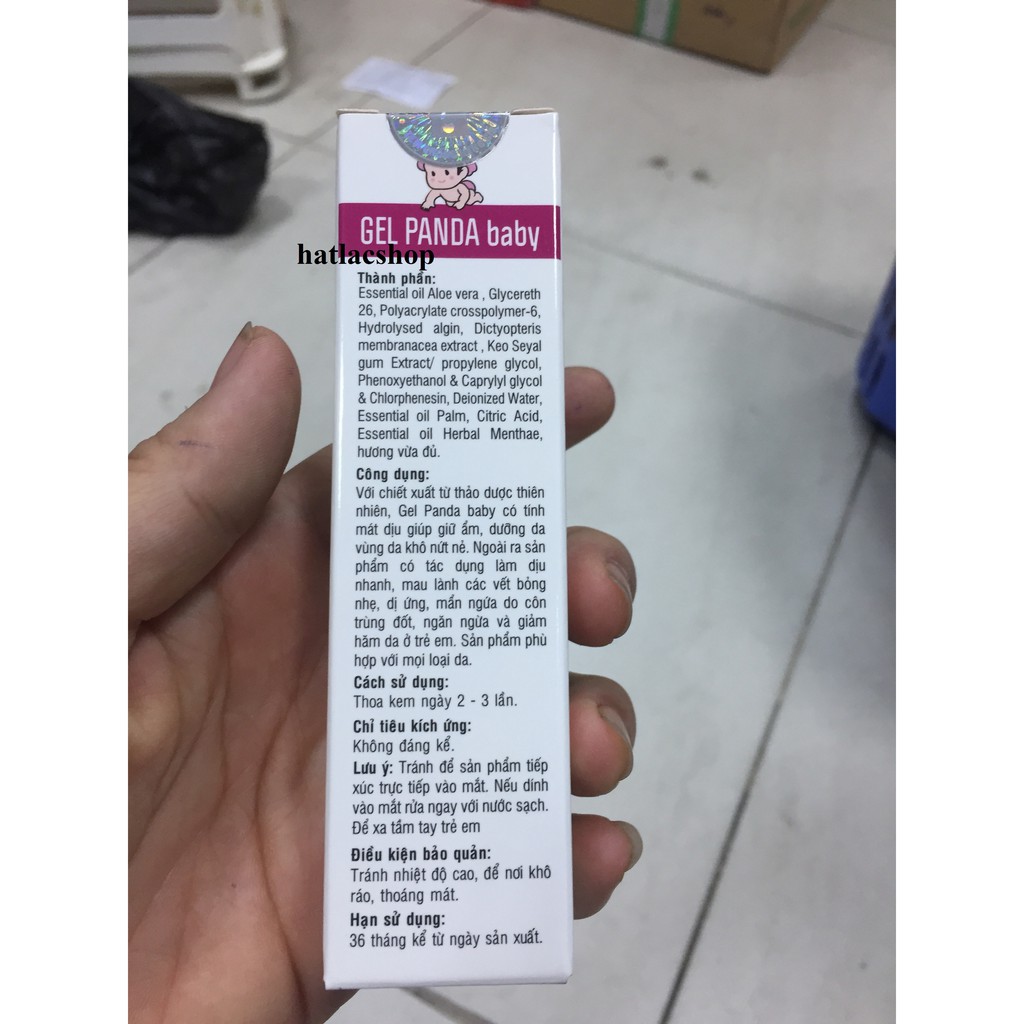 GEL PANDA baby
hatlacshop
Thành phần:
Essential oil Aloe vera , Glycereth
26, Polyacrylate crosspolymer-6,
Hydrolysed algin, Dictyopteris
membranacea extract , Keo Seyal
gum Extract/ propylene glycol,
Phenoxyethanol & Caprylyl glycol
& Chlorphenesin, Deionized Water,
Essential oil Palm, Citric Acid,
Essential oil Herbal Menthae,
hương vừa đủ.
Công dụng:
Với chiết xuất từ thảo dược thiên
nhiên, Gel Panda baby có tính
mát dịu giúp giữ ẩm, dưỡng da
vùng da khô nứt nẻ. Ngoài ra sản
phẩm có tác dụng làm dịu
nhanh, mau lành các vết bỏng
nhẹ, dị ứng, mẩn ngứa do côn
trùng đốt, ngăn ngừa và giảm
hăm da ở trẻ em. Sản phẩm phù
hợp với mọi loại da.
Cách sử dụng:
Thoa kem ngày 2 - 3 lần.
Chỉ tiêu kích ứng:
Không đáng kể.
Lưu ý: Tránh để sản phẩm tiếp
xúc trực tiếp vào mắt. Nếu dính
vào mắt rửa ngay với nước sạch.
Để xa tầm tay trẻ em
Điều kiện bảo quản:
Tránh nhiệt độ cao, để nơi khô
ráo, thoáng mát.
Hạn sử dụng:
36 tháng kể từ ngày sản xuất.